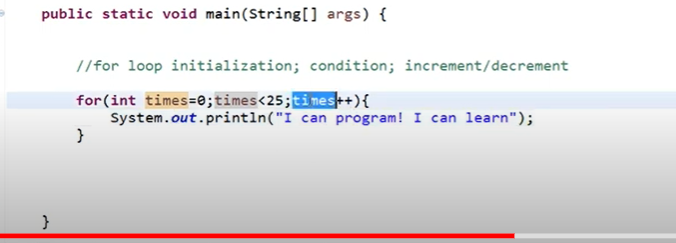 public static void main(String[] args) {
//for loop initialization; condition; increment/decrement
for(int times=0;times<25;times++){
System.out.println("I can program! I can learn");
}
}